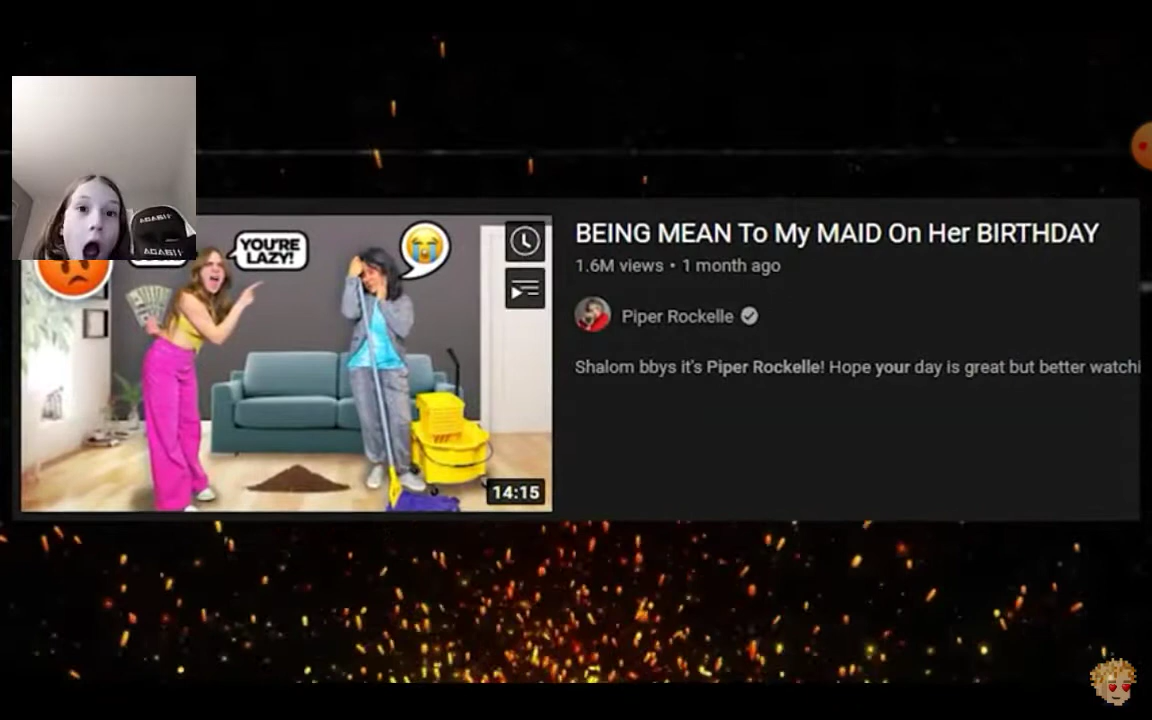 YOU'RE
LAZY!
14:15
BEING MEAN To My MAID On Her BIRTHDAY
1.6M views • 1 month ago
Piper Rockelle
Shalom bbys it's Piper Rockelle! Hope your day is great but better watchi